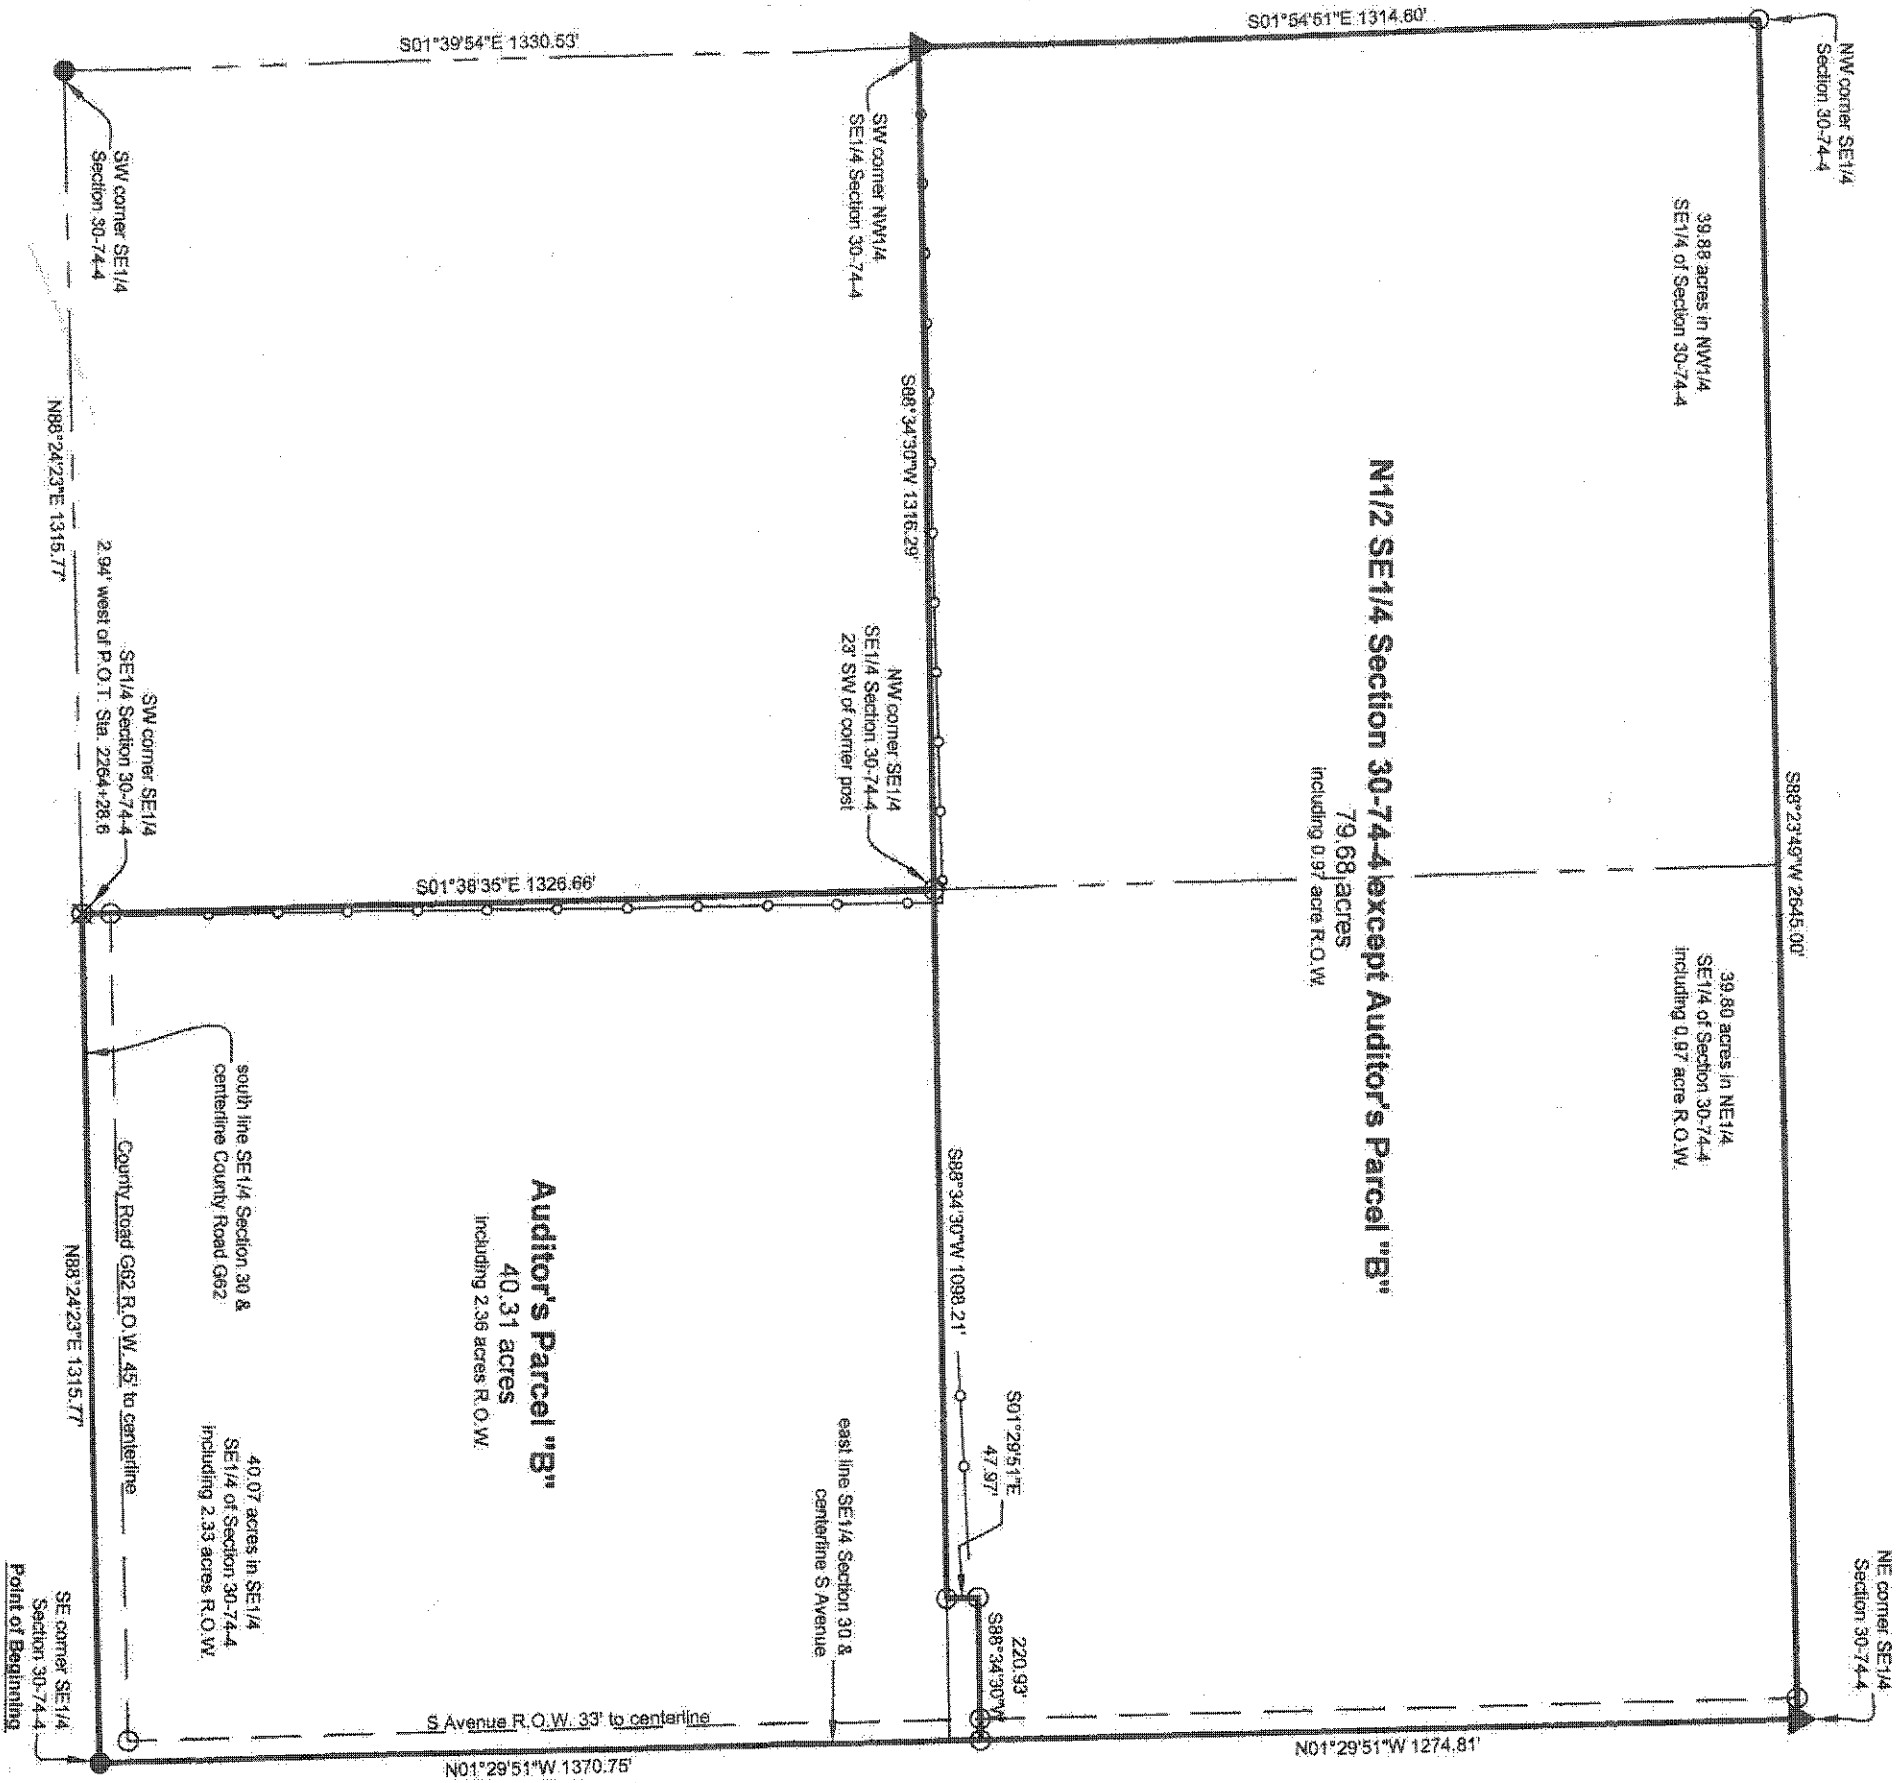 NW corner SE1/4
Section 30-74-4
S01°54'51"E 1314.60'
S01°39'54"E 1330.53'
NE corner SE1/4
Section 30-74-4
S88°23'49"W 2645.00'
39.88 acres in NW1/4
SE1/4 of Section 30-74-4
39.80 acres in NE1/4
SE1/4 of Section 30-74-4
including 0.97 acre R.O.W.
N1/2 SE1/4 Section 30-74-4 except Auditor's Parcel "B"
79.68 acres
including 0.97 acre R.O.W.
N01°29'51"W 1274.81'
220.93'
S88°34'30"W
S01°29'51"E
47.97'
S88°34'30"W 1098.21'
S88°34'30"W 1316.29'
SW corner NW1/4
SE1/4 Section 30-74-4
NW corner SE1/4
SE1/4 Section 30-74-4
23' SW of corner post
east line SE1/4 Section 30 &
centerline S Avenue
Auditor's Parcel "B"
40.31 acres
including 2.36 acres R.O.W.
S01°38'35"E 1326.66'
S Avenue R.O.W. 33' to centerline
N01°29'51"W 1370.75'
south line SE1/4 Section 30 &
centerline County Road G62
40.07 acres in SE1/4
SE1/4 of Section 30-74-4
including 2.33 acres R.O.W.
SW corner SE1/4
SE1/4 Section 30-74-4
2.94' west of P.O.T. Sta. 2264+28.6
County Road G62 R.O.W. 45' to centerline
SW corner SE1/4
Section 30-74-4
N88°24'23"E 1315.77'
N88°24'23"E 1315.77'
SE corner SE1/4
Section 30-74-4
Point of Beginning